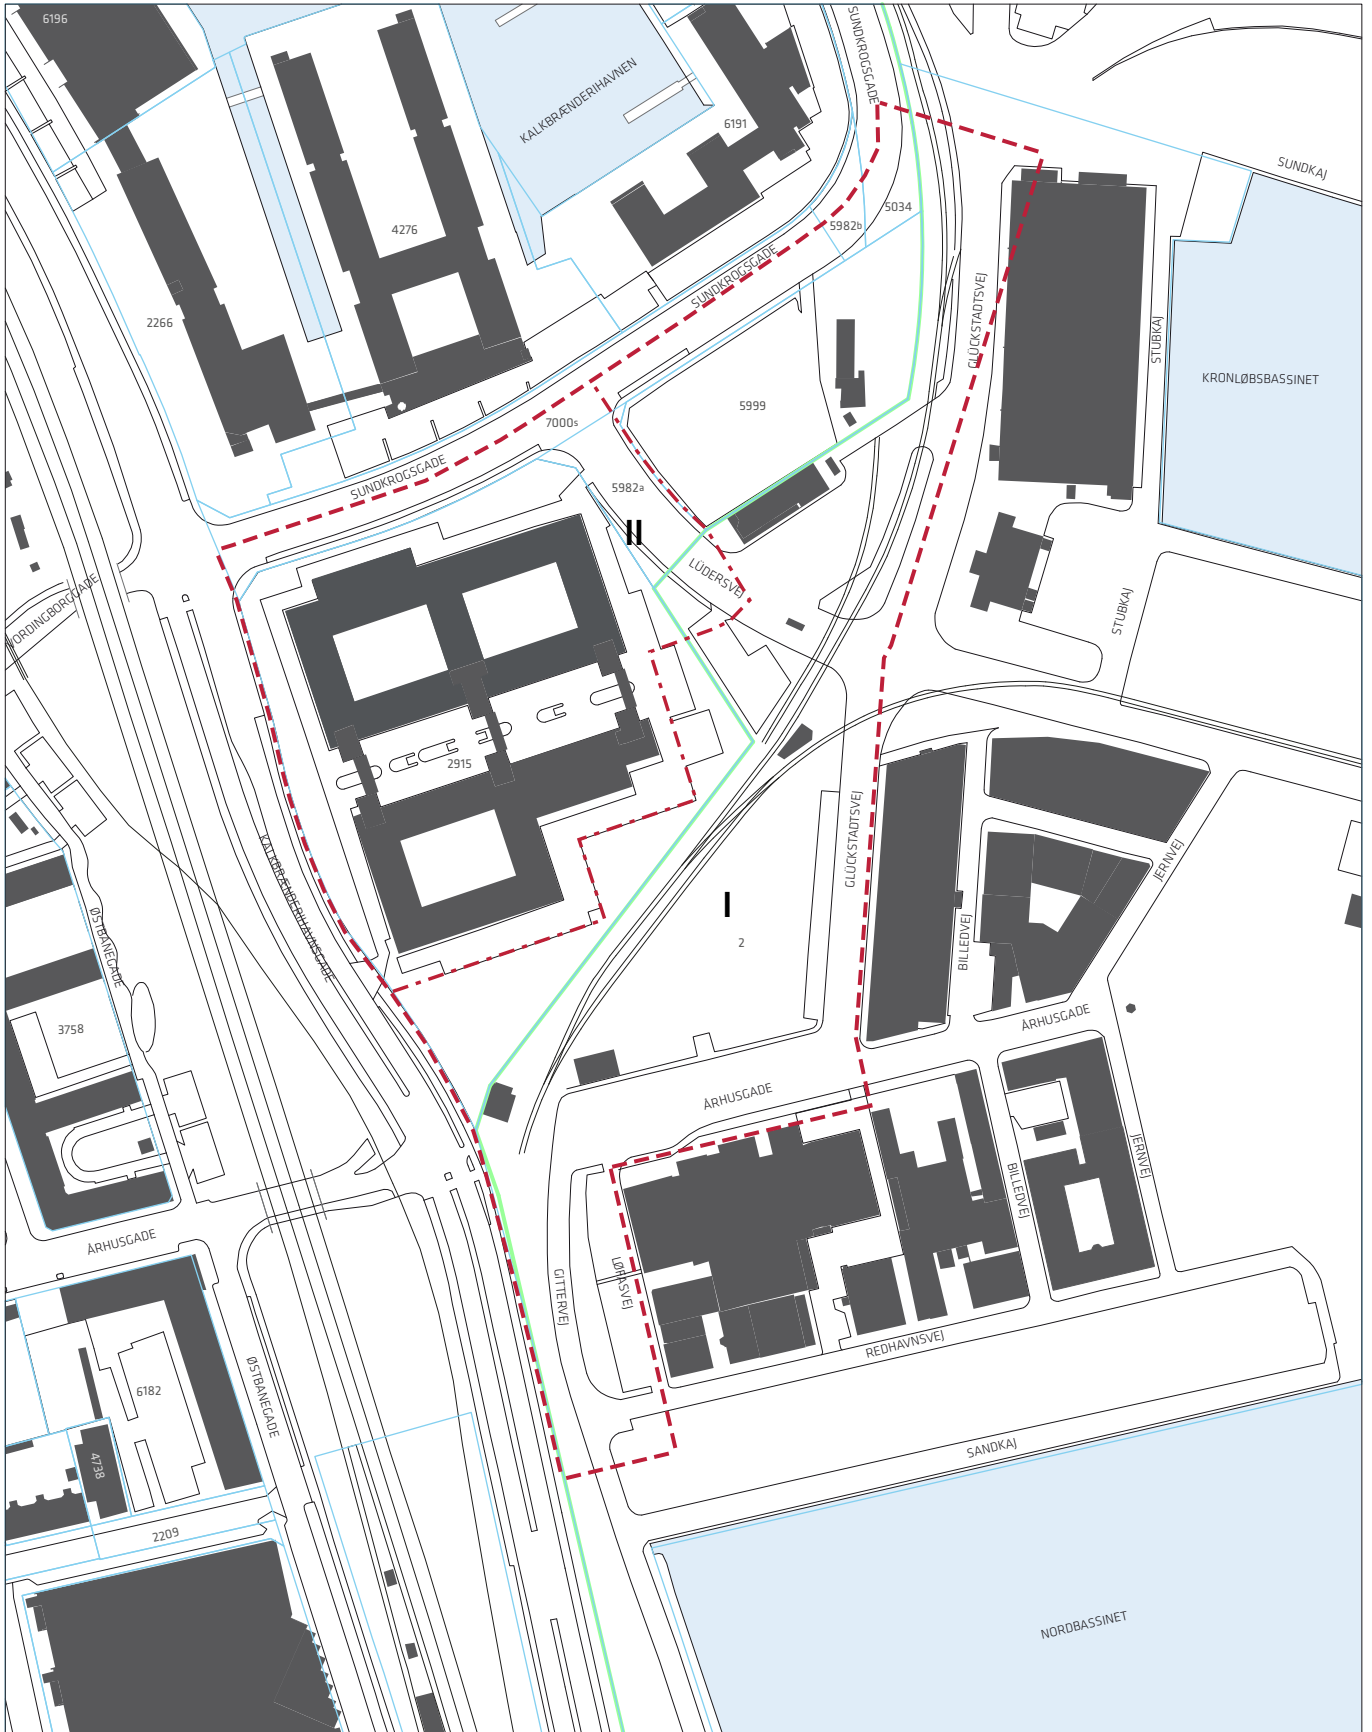 6196
SUNDKROGSGADE
KALKBRÆNDERIHAVNEN
6191
SUNDKAJ
5034
5982b
4276
SUNDKROGSGADE
2266
GLÜCKSTADTSVEJ
STUBKAJ
KRONLØBSBASSINET
5999
7000s
SUNDKROGSGADE
5982a
II
LÜDERSVEJ
VORDINGBORGGADE
STUBKAJ
2915
GLÜCKSTADTSVEJ
JERNVEJ
KALKBRÆNDERIHAVNSGADE
I
2
ØSTBANEGADE
BILLEDVEJ
3758
ÅRHUSGADE
ÅRHUSGADE
JERNVEJ
BILLEDVEJ
ÅRHUSGADE
LØFASVEJ
GITTERVEJ
REDHAVNSVEJ
6182
ØSTBANEGADE
SANDKAJ
4738
2209
NORDBASSINET